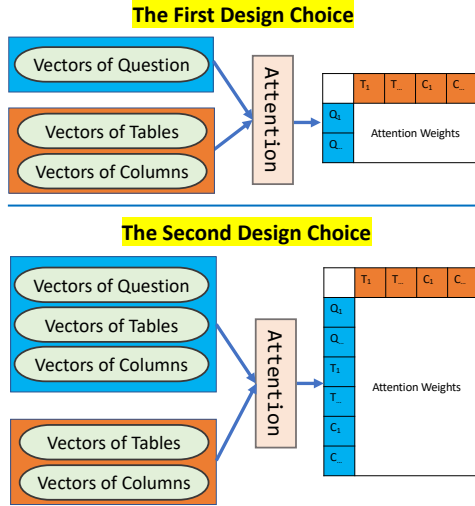 The First Design Choice
Vectors of Question
Vectors of Tables
Vectors of Columns
Attention
T₁ T_ C₁ C_
Q₁
Q_
Attention Weights
The Second Design Choice
Vectors of Question
Vectors of Tables
Vectors of Columns
Vectors of Tables
Vectors of Columns
Attention
T₁ T_ C₁ C_
Q₁
Q_
T₁
T_
C₁
C_
Attention Weights